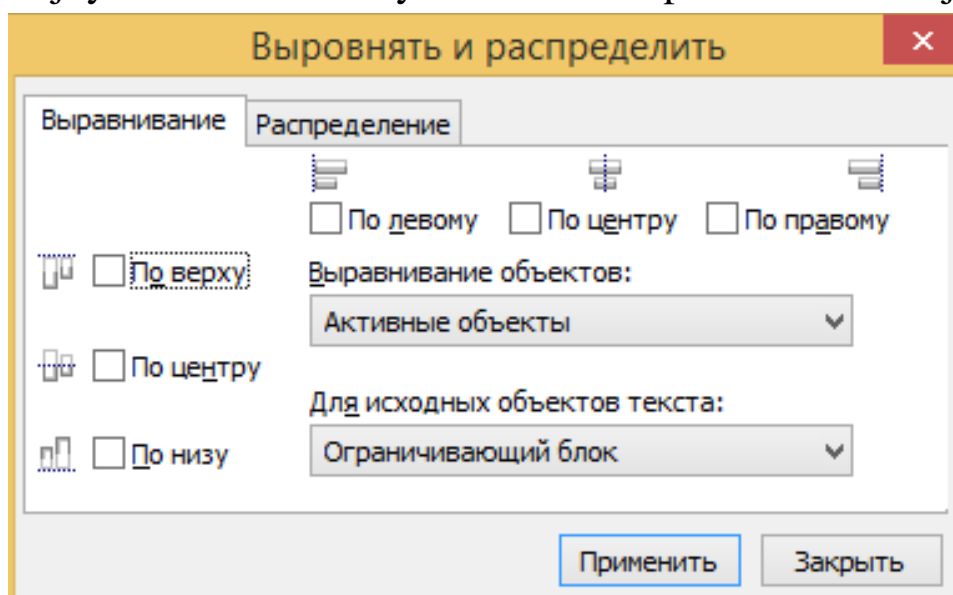 Выровнять и распределить
Выравнивание Распределение
По левому По центру По правому
По верху
Выравнивание объектов:
Активные объекты
По центру
Для исходных объектов текста:
По низу
Ограничивающий блок
Применить Закрыть